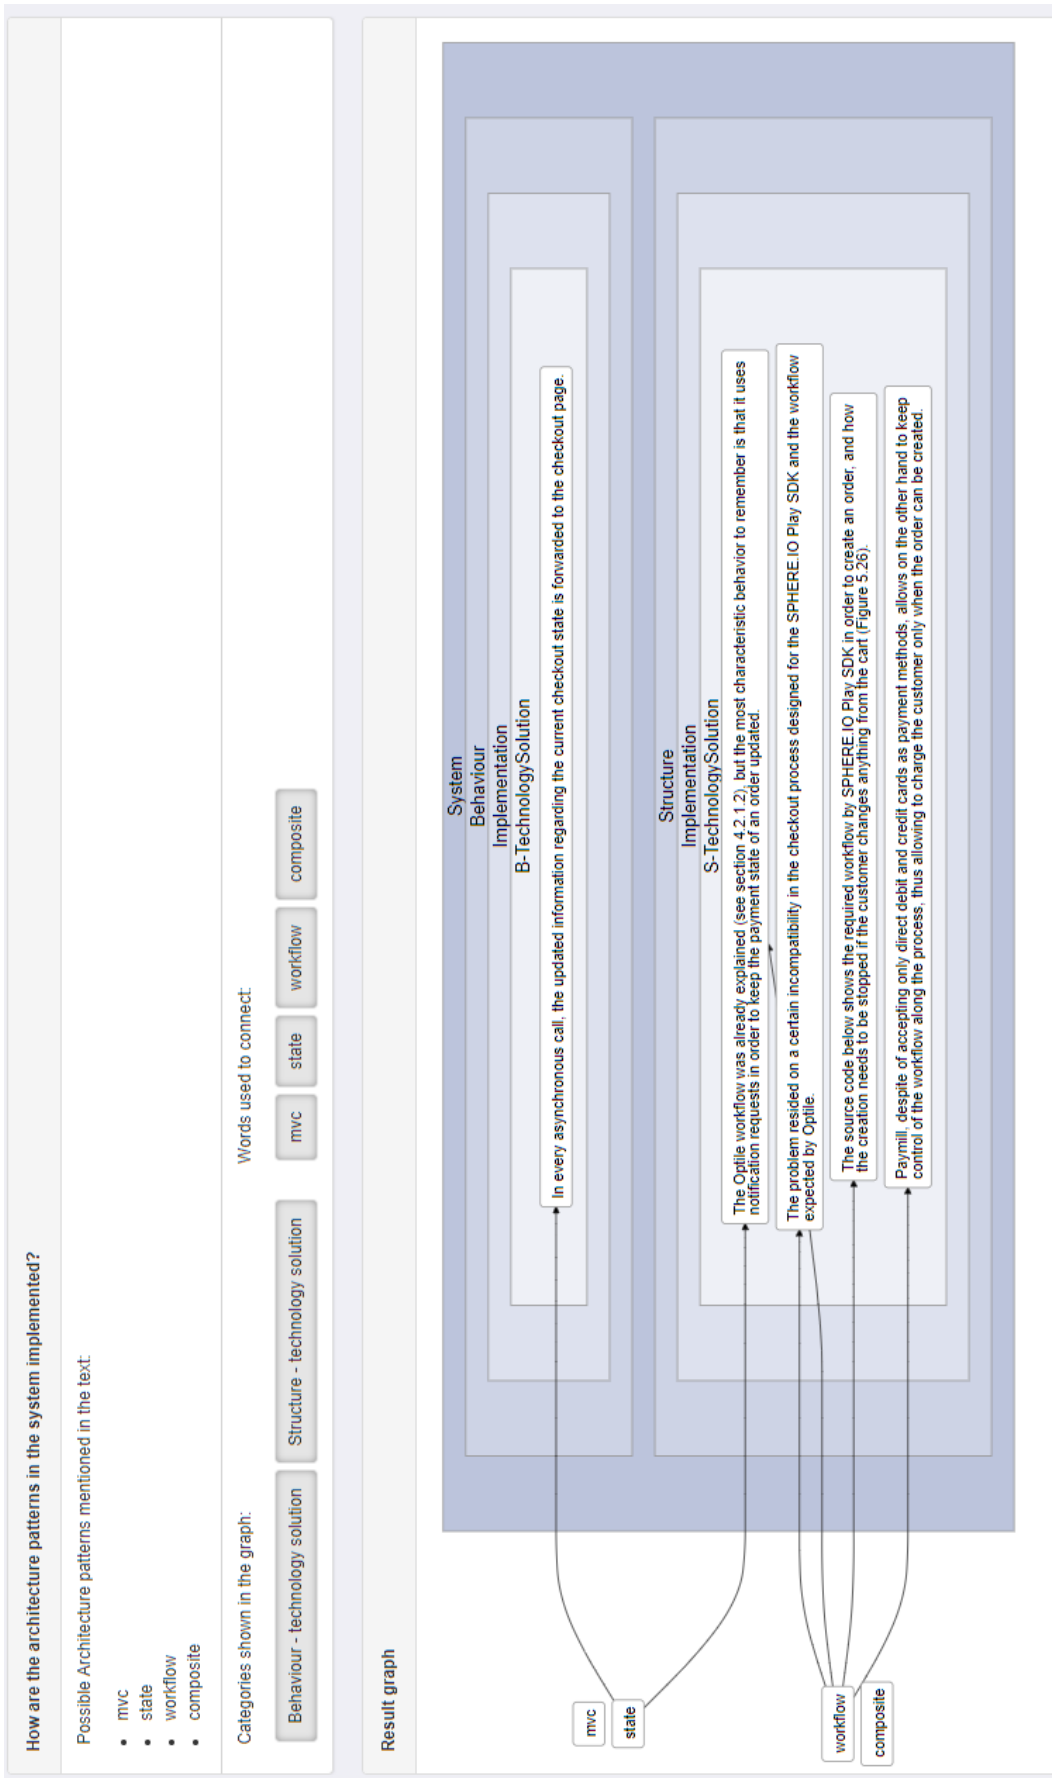 How are the architecture patterns in the system implemented?
Possible Architecture patterns mentioned in the text:
• mvc
• state
• workflow
• composite
Categories shown in the graph:
Behaviour - technology solution
Structure - technology solution
Words used to connect:
mvc
state
workflow
composite
Result graph
mvc
state
workflow
composite
System
Behaviour
Implementation
B-TechnologySolution
In every asynchronous call, the updated information regarding the current checkout state is forwarded to the checkout page.
Structure
Implementation
S-TechnologySolution
The Optile workflow was already explained (see section 4.2.1.2), but the most characteristic behavior to remember is that it uses
notification requests in order to keep the payment state of an order updated.
The problem resided on a certain incompatibility in the checkout process designed for the SPHERE.IO Play SDK and the workflow
expected by Optile.
The source code below shows the required workflow by SPHERE.IO Play SDK in order to create an order, and how
the creation needs to be stopped if the customer changes anything from the cart (Figure 5.26).
Paymill, despite of accepting only direct debit and credit cards as payment methods, allows on the other hand to keep
control of the workflow along the process, thus allowing to charge the customer only when the order can be created.